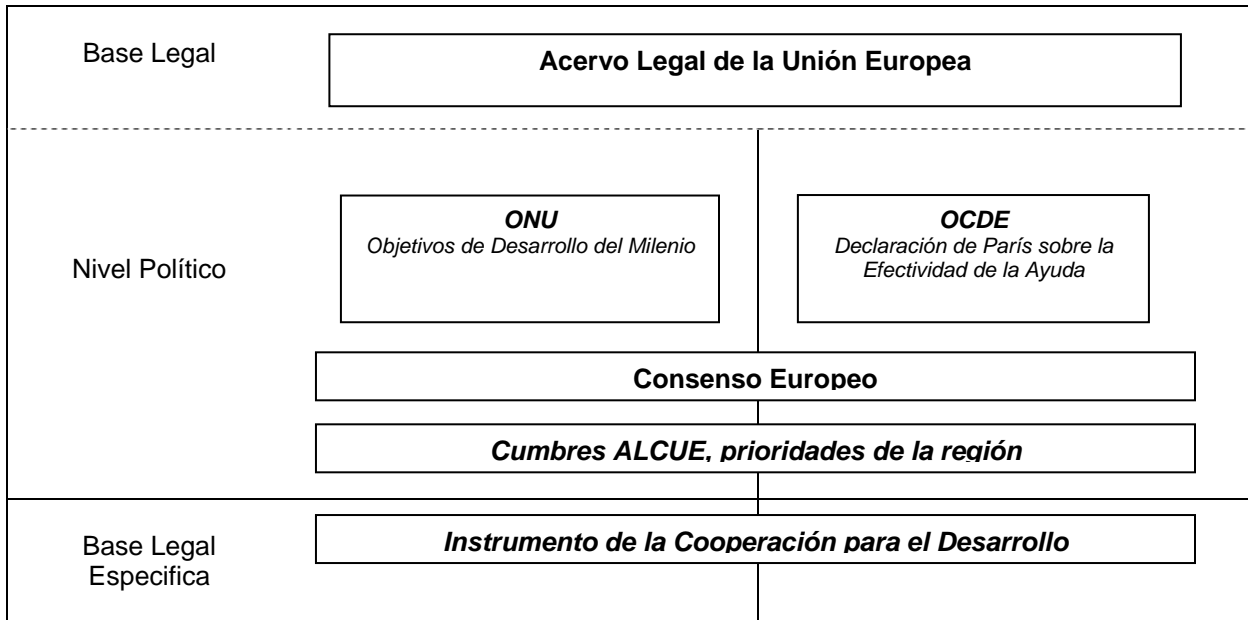 Base Legal
Acervo Legal de la Unión Europea
Nivel Político
ONU
Objetivos de Desarrollo del Milenio
OCDE
Declaración de París sobre la
Efectividad de la Ayuda
Consenso Europeo
Cumbres ALCUE, prioridades de la región
Base Legal
Especifica
Instrumento de la Cooperación para el Desarrollo